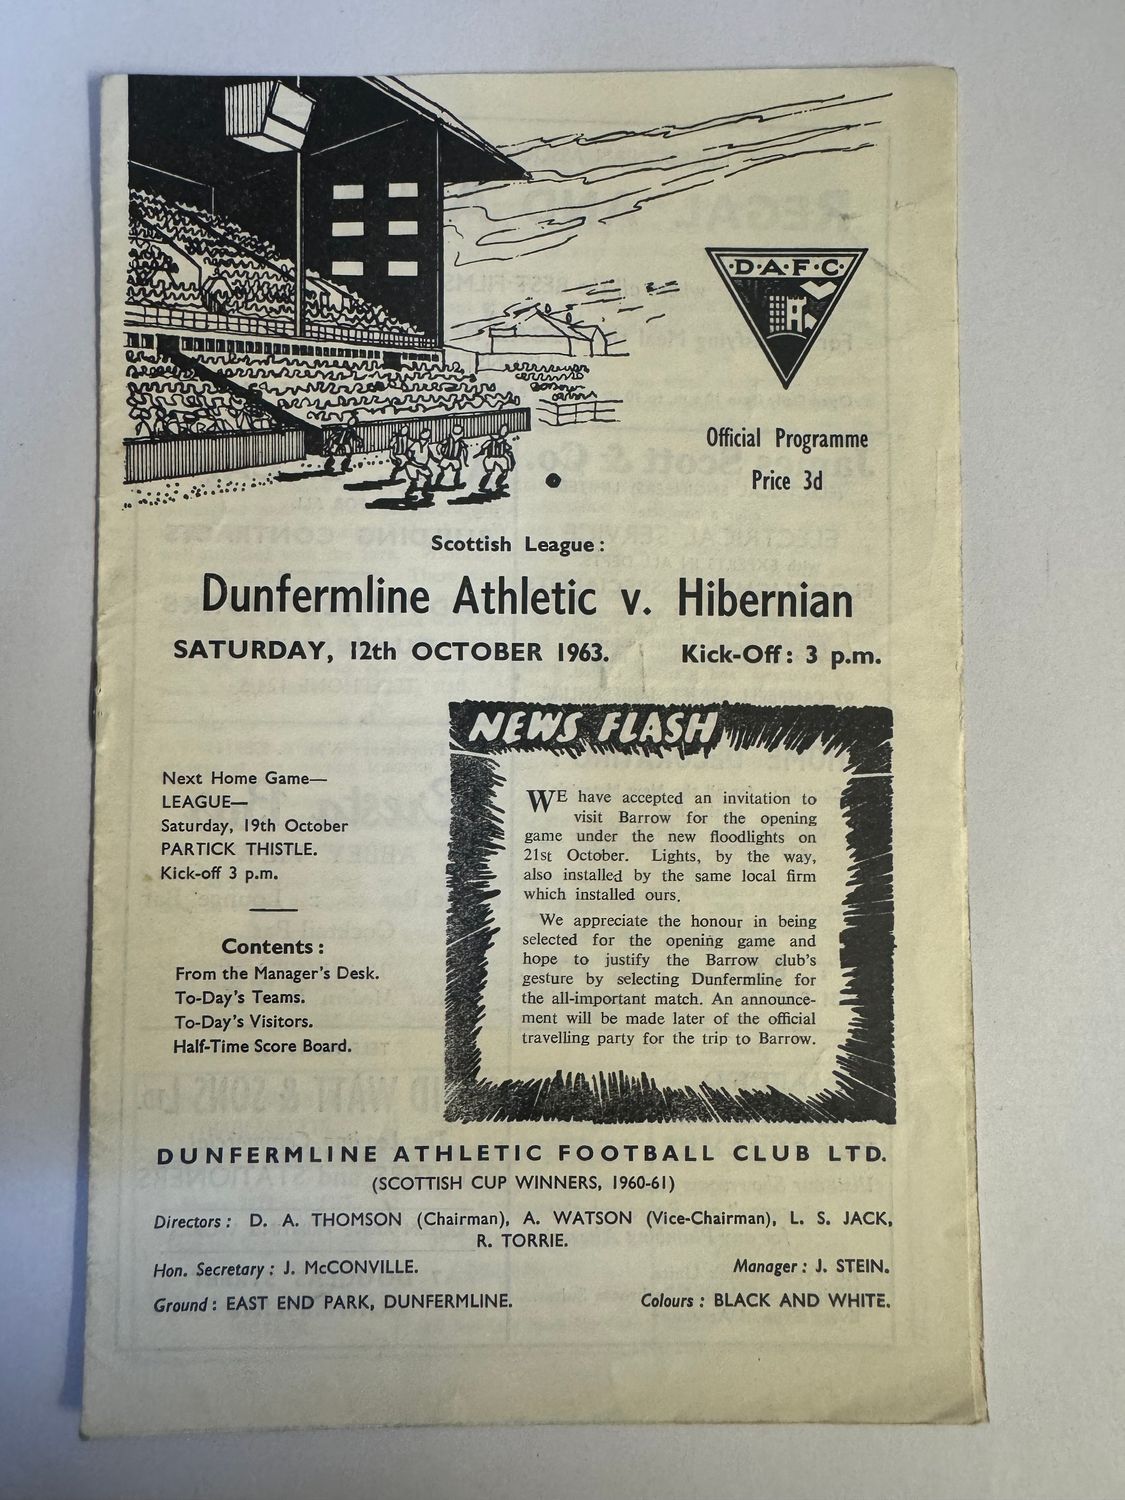 D·A·F·C·
Official Programme
Price 3d
Scottish League :
Dunfermline Athletic v. Hibernian
SATURDAY, 12th OCTOBER 1963. Kick-Off : 3 p.m.
Next Home Game—
LEAGUE—
Saturday, 19th October
PARTICK THISTLE.
Kick-off 3 p.m.
Contents :
From the Manager's Desk.
To-Day's Teams.
To-Day's Visitors.
Half-Time Score Board.
NEWS FLASH
WE have accepted an invitation to
visit Barrow for the opening
game under the new floodlights on
21st October. Lights, by the way,
also installed by the same local firm
which installed ours.
We appreciate the honour in being
selected for the opening game and
hope to justify the Barrow club's
gesture by selecting Dunfermline for
the all-important match. An announce-
ment will be made later of the official
travelling party for the trip to Barrow.
DUNFERMLINE ATHLETIC FOOTBALL CLUB LTD.
(SCOTTISH CUP WINNERS, 1960-61)
Directors : D. A. THOMSON (Chairman), A. WATSON (Vice-Chairman), L. S. JACK,
R. TORRIE.
Hon. Secretary : J. McCONVILLE. Manager : J. STEIN.
Ground : EAST END PARK, DUNFERMLINE. Colours : BLACK AND WHITE.